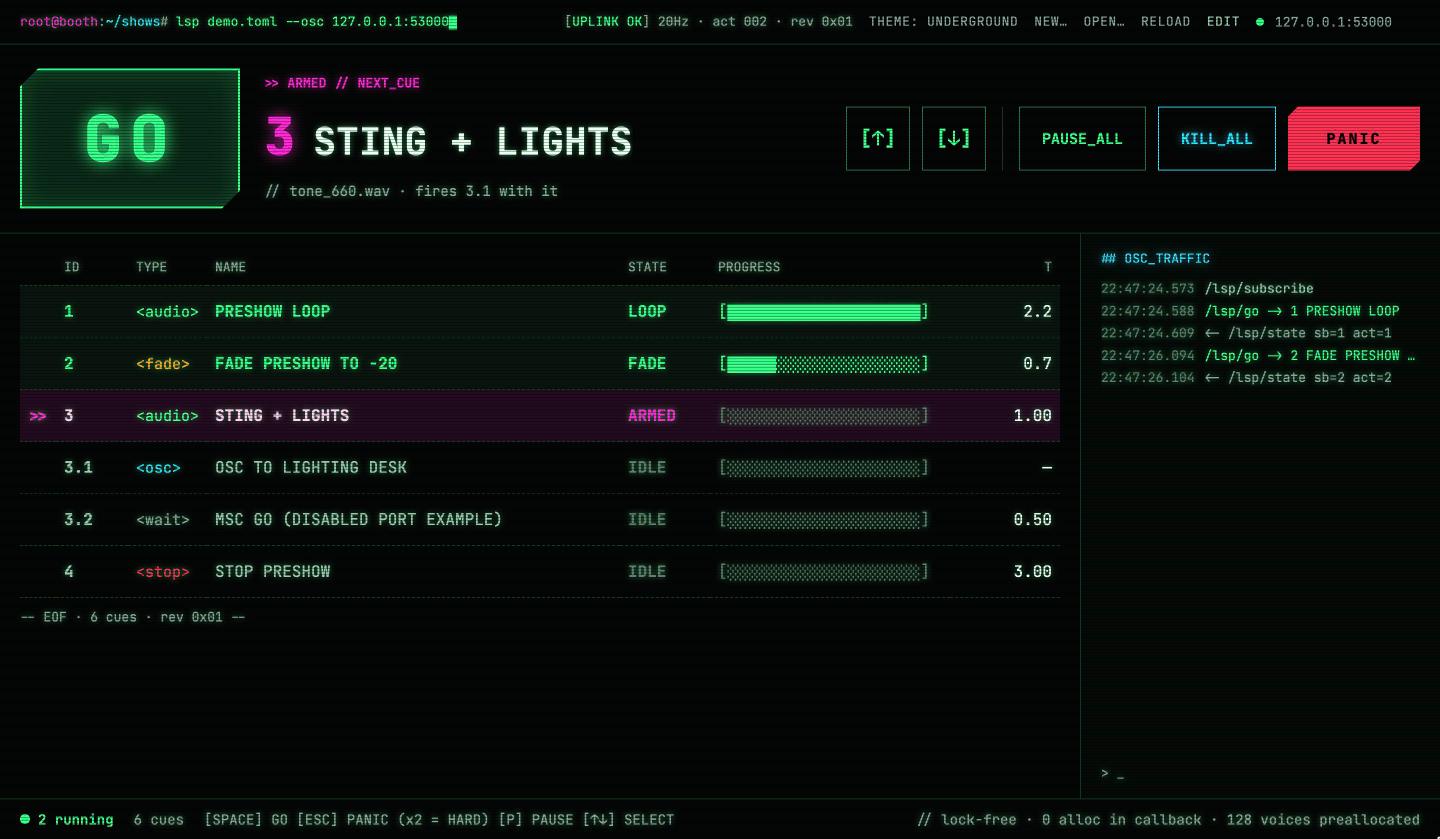 root@booth:~/shows# lsp demo.toml --osc 127.0.0.1:53000
[UPLINK OK] 20Hz · act 002 · rev 0x01 THEME: UNDERGROUND NEW… OPEN… RELOAD EDIT 127.0.0.1:53000
GO
>> ARMED // NEXT_CUE
3 STING + LIGHTS
// tone_660.wav · fires 3.1 with it
[↑] [↓] PAUSE_ALL KILL_ALL PANIC
ID TYPE NAME STATE PROGRESS T
1 <audio> PRESHOW LOOP LOOP [ ] 2.2
2 <fade> FADE PRESHOW TO -20 FADE [ ] 0.7
>> 3 <audio> STING + LIGHTS ARMED [ ] 1.00
3.1 <osc> OSC TO LIGHTING DESK IDLE [ ] —
3.2 <wait> MSC GO (DISABLED PORT EXAMPLE) IDLE [ ] 0.50
4 <stop> STOP PRESHOW IDLE [ ] 3.00
-- EOF · 6 cues · rev 0x01 --
## OSC_TRAFFIC
22:47:24.573 /lsp/subscribe
22:47:24.588 /lsp/go -> 1 PRESHOW LOOP
22:47:24.609 <- /lsp/state sb=1 act=1
22:47:26.094 /lsp/go -> 2 FADE PRESHOW …
22:47:26.104 <- /lsp/state sb=2 act=2
> _
2 running 6 cues [SPACE] GO [ESC] PANIC (x2 = HARD) [P] PAUSE [↑↓] SELECT
// lock-free · 0 alloc in callback · 128 voices preallocated